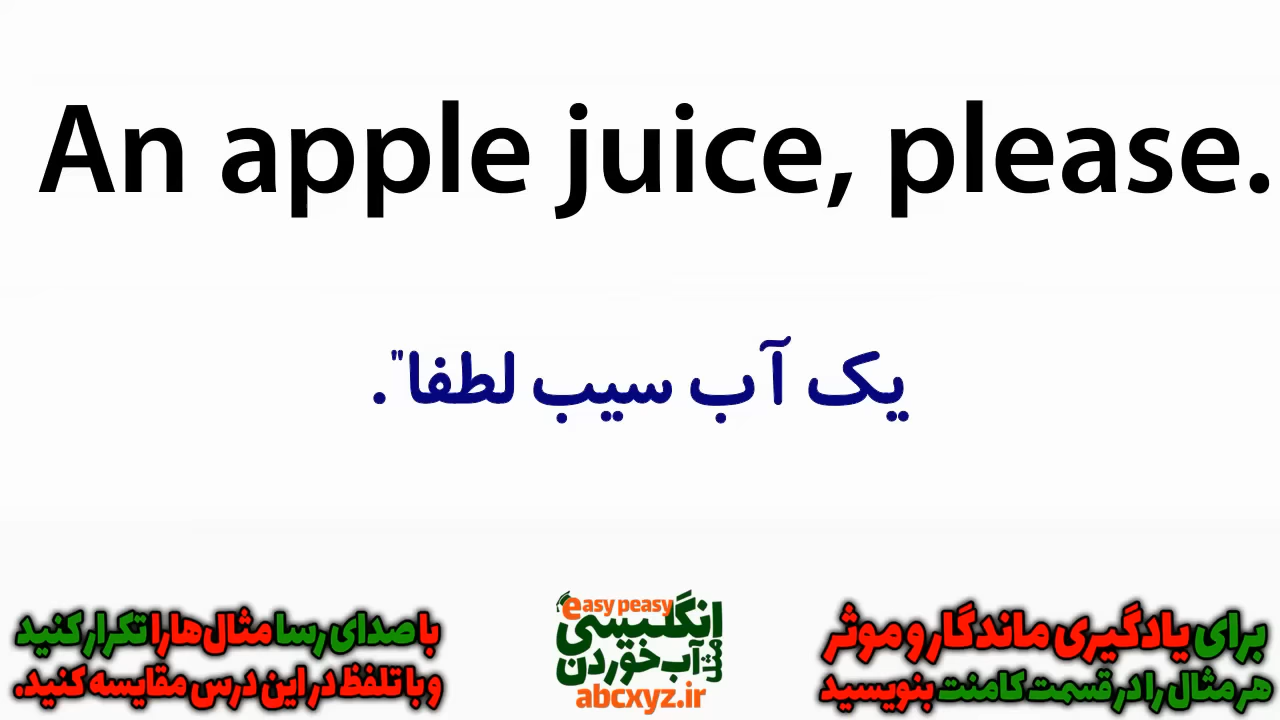 An apple juice, please.
یک آب سیب لطفا".
با صدای رسا مثال‌ها را تکرار کنید
و با تلفظ در این درس مقایسه کنید.
easy peasy
انگلیسی
مثل آب خوردن
abcxyz.ir
برای یادگیری ماندگار و موثر
هر مثال را در قسمت کامنت بنویسید